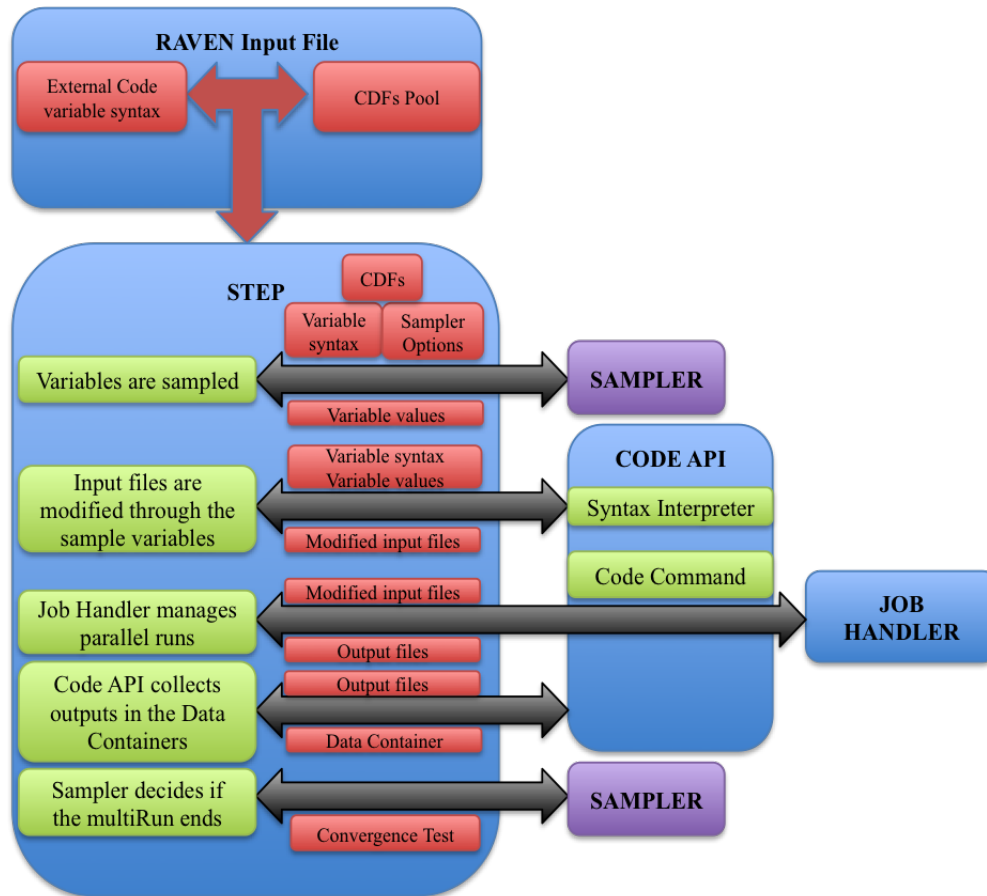 RAVEN Input File
External Code
variable syntax
CDFs Pool
STEP
CDFs
Variable
syntax
Sampler
Options
Variables are sampled
SAMPLER
Variable values
Variable syntax
Variable values
CODE API
Input files are
modified through the
sample variables
Syntax Interpreter
Modified input files
Code Command
Modified input files
Job Handler manages
parallel runs
JOB
HANDLER
Output files
Output files
Code API collects
outputs in the Data
Containers
Data Container
Sampler decides if
the multiRun ends
SAMPLER
Convergence Test